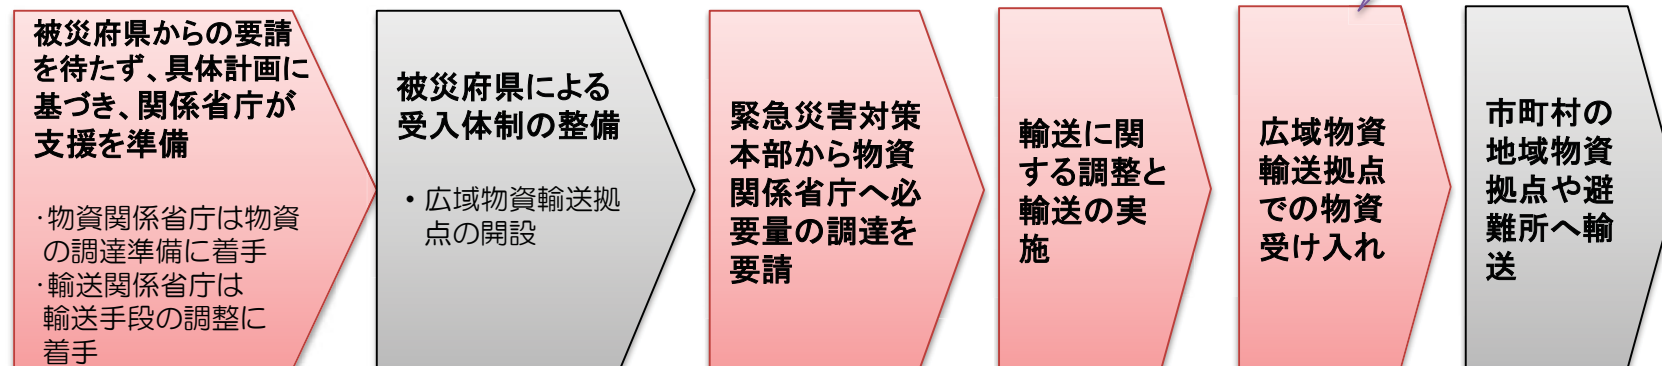 被災府県からの要請
を待たず、具体計画に
基づき、関係省庁が
支援を準備
･物資関係省庁は物資
の調達準備に着手
･輸送関係省庁は
輸送手段の調整に
着手
被災府県による
受入体制の整備
・広域物資輸送拠
点の開設
緊急災害対策
本部から物資
関係省庁へ必
要量の調達を
要請
輸送に関
する調整と
輸送の実
施
広域物資
輸送拠点
での物資
受け入れ
市町村の
地域物資
拠点や避
難所へ輸
送